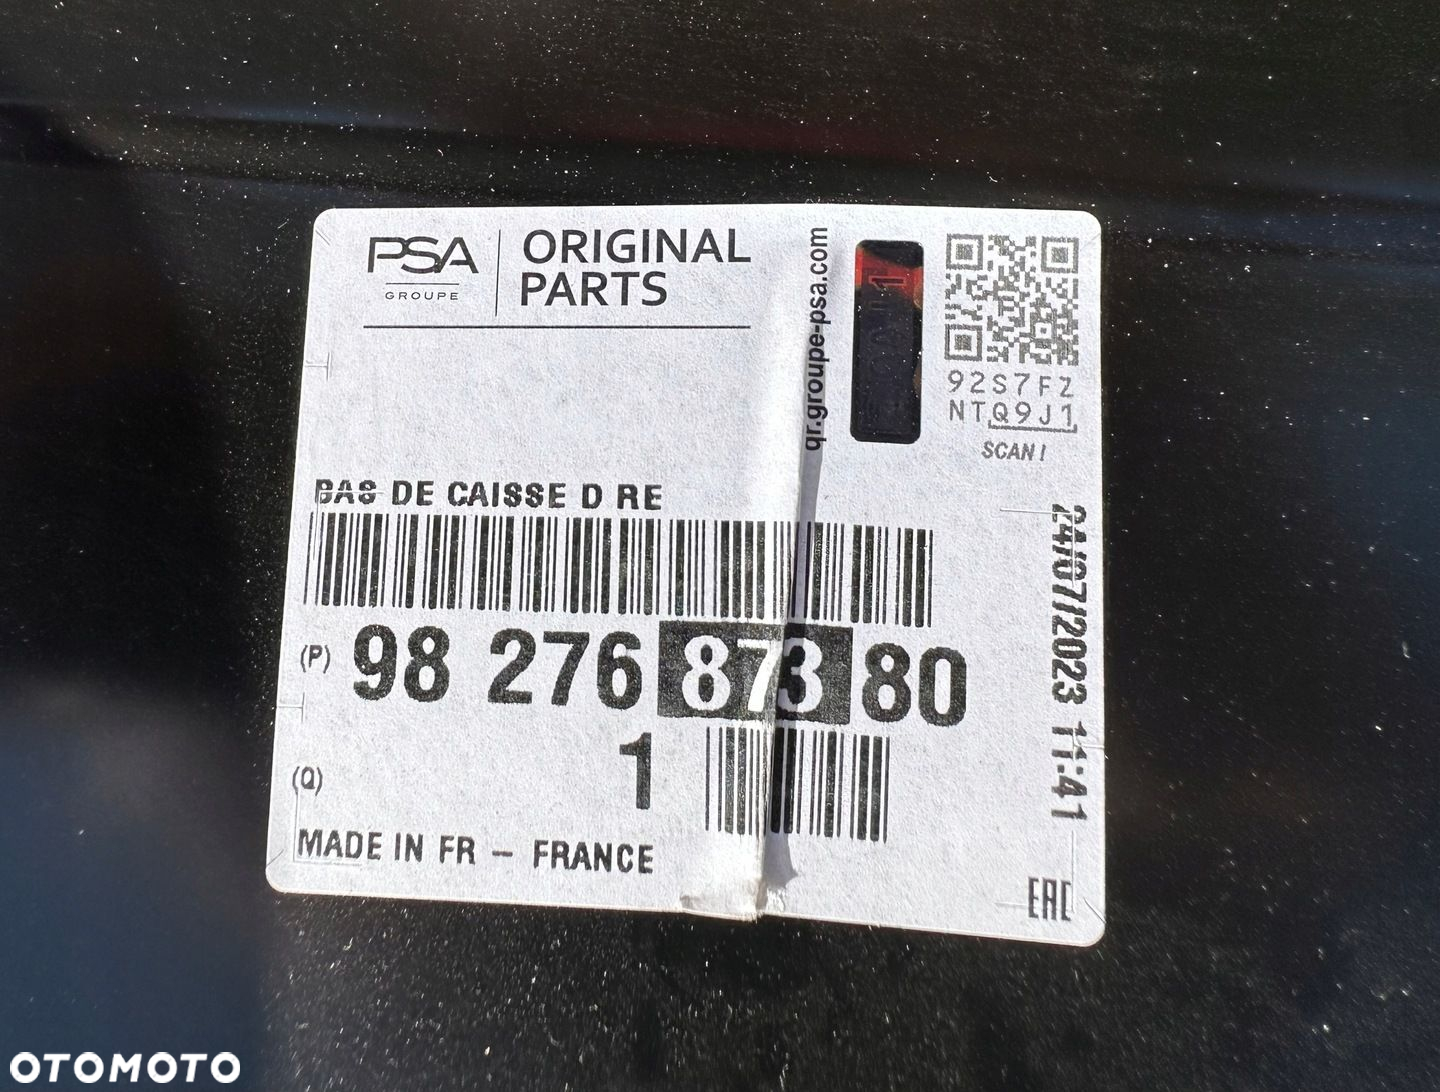 PSA
GROUPE
ORIGINAL
PARTS
qr.groupe-psa.com
92S7FZ
NTQ9J1
SCAN!
BAS DE CAISSE D RE
(P) 98 276 873 80
(Q) 1
MADE IN FR - FRANCE
24/07/2023 11:41
EAC
OTOMOTO